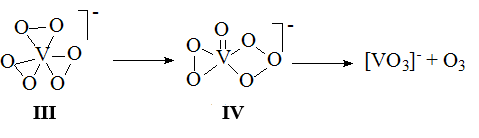 O O ]⁻
V
O O
O O
III
O ]⁻
O V O
O O
O
IV
[VO₃]⁻ + O₃